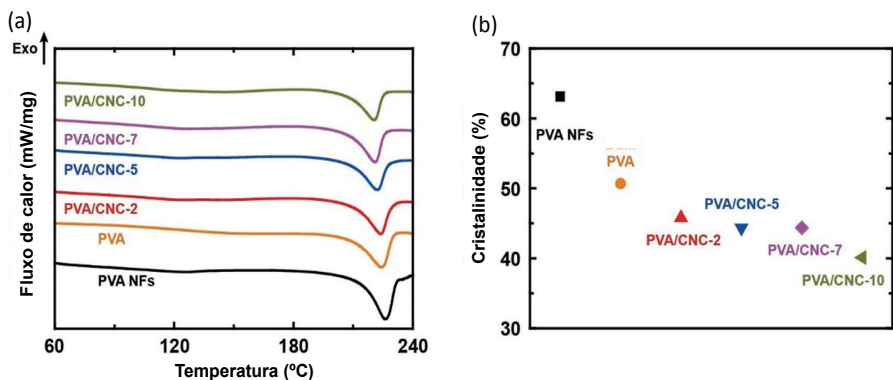 (a)
Exo
PVA/CNC-10
PVA/CNC-7
PVA/CNC-5
PVA/CNC-2
PVA
PVA NFs
Fluxo de calor (mW/mg)
60
120
180
240
Temperatura (ºC)
(b)
70
60
50
40
30
Cristalinidade (%)
PVA NFs
PVA
PVA/CNC-2
PVA/CNC-5
PVA/CNC-7
PVA/CNC-10